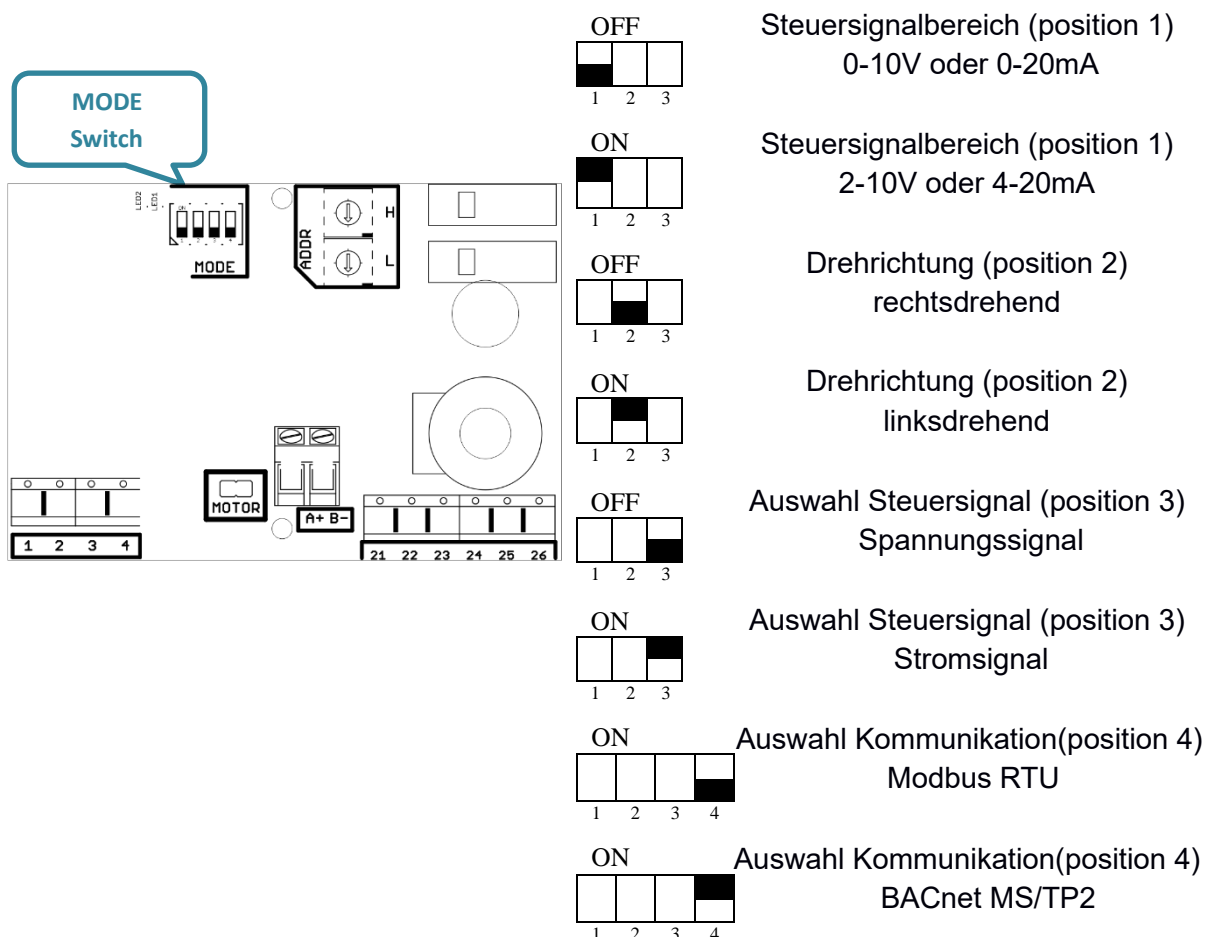 MODE
Switch
LED2
LED1
ON
1 2 3 4
MODE
ADDR
H
L
MOTOR
A+ B-
1 2 3 4
21 22 23 24 25 26
OFF
1 2 3
Steuersignalbereich (position 1)
0-10V oder 0-20mA
ON
1 2 3
Steuersignalbereich (position 1)
2-10V oder 4-20mA
OFF
1 2 3
Drehrichtung (position 2)
rechtsdrehend
ON
1 2 3
Drehrichtung (position 2)
linksdrehend
OFF
1 2 3
Auswahl Steuersignal (position 3)
Spannungssignal
ON
1 2 3
Auswahl Steuersignal (position 3)
Stromsignal
ON
1 2 3 4
Auswahl Kommunikation(position 4)
Modbus RTU
ON
1 2 3 4
Auswahl Kommunikation(position 4)
BACnet MS/TP2